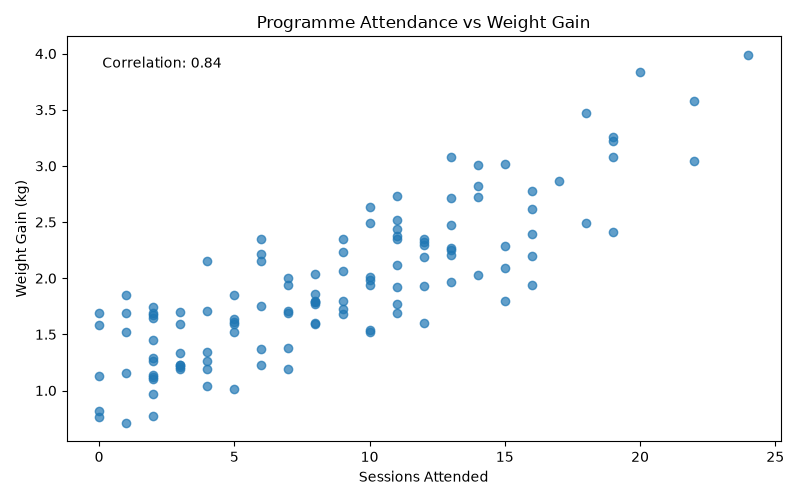 Programme Attendance vs Weight Gain
Correlation: 0.84
4.0
3.5
3.0
2.5
2.0
1.5
1.0
Weight Gain (kg)
0 5 10 15 20 25
Sessions Attended